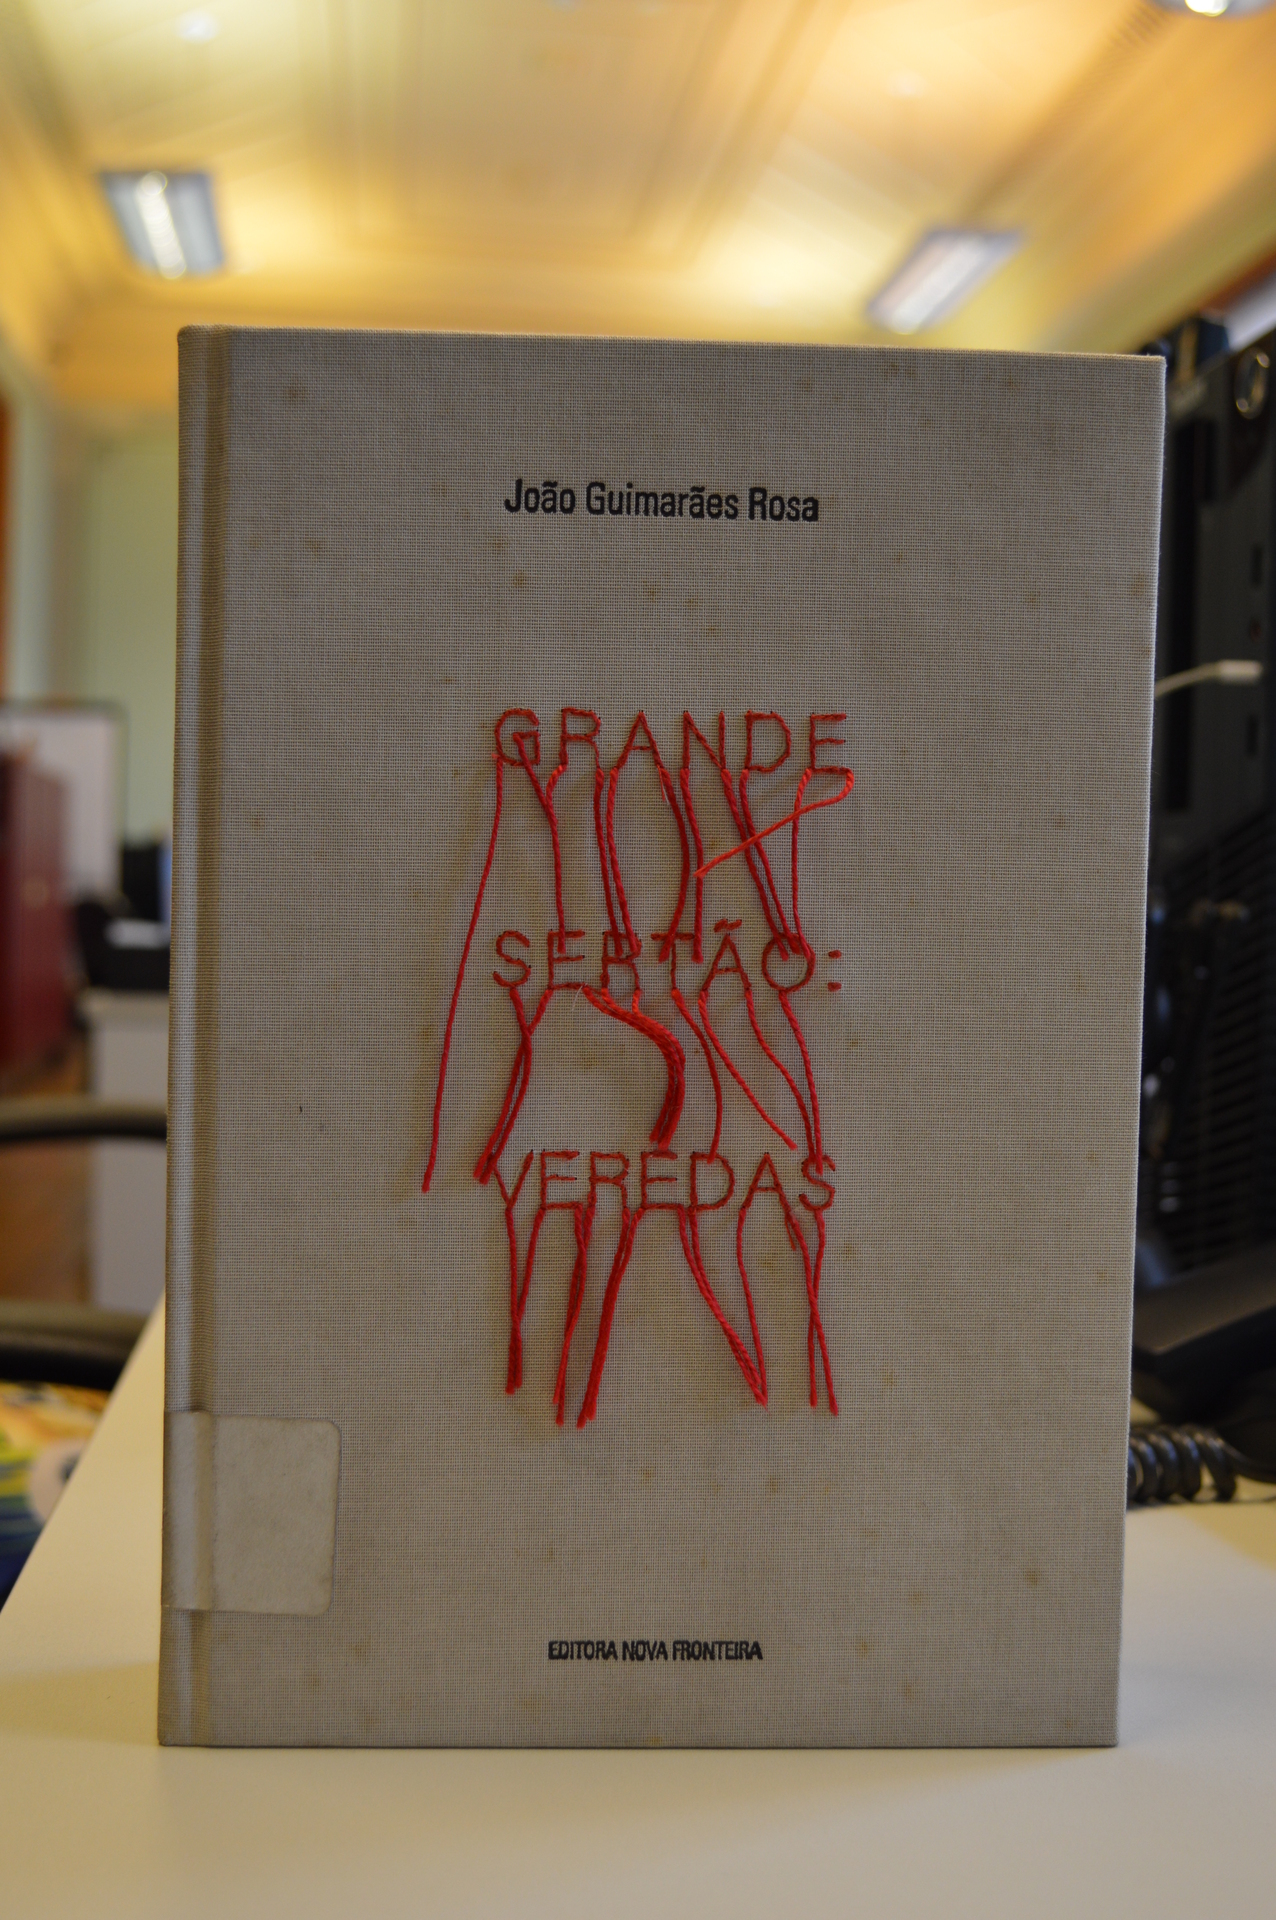 João Guimarães Rosa
GRANDE
SERTÃO:
VEREDAS
EDITORA NOVA FRONTEIRA